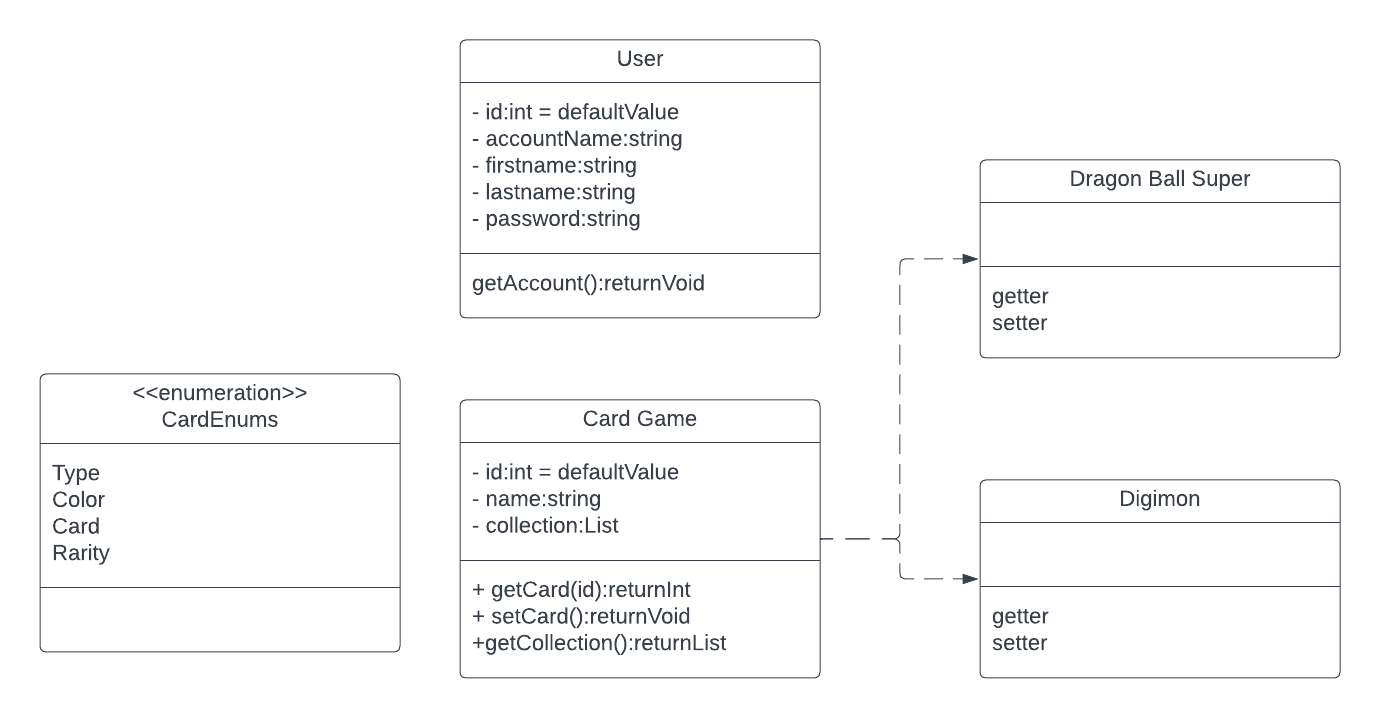 User
- id:int = defaultValue
- accountName:string
- firstname:string
- lastname:string
- password:string
getAccount():returnVoid
Dragon Ball Super
getter
setter
<<enumeration>>
CardEnums
Type
Color
Card
Rarity
Card Game
- id:int = defaultValue
- name:string
- collection:List
+ getCard(id):returnInt
+ setCard():returnVoid
+getCollection():returnList
Digimon
getter
setter